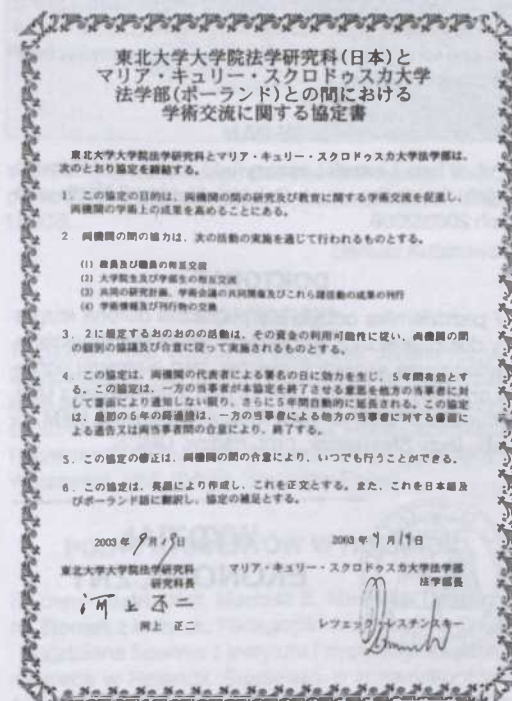 東北大学大学院法学研究科(日本)と
マリア・キュリー・スクロドゥスカ大学
法学部(ポーランド)との間における
学術交流に関する協定書
東北大学大学院法学研究科とマリア・キュリー・スクロドゥスカ大学法学部は、
次のとおり協定を締結する。
1. この協定の目的は、両機関の間の研究及び教育に関する学術交流を促進し、
両機関の学術上の成果を高めることにある。
2. 両機関の間の協力は、次の活動の実施を通じて行われるものとする。
(1) 教員及び職員の相互交流
(2) 大学院生及び学部生の相互交流
(3) 共同の研究計画、学術会議の共同開催及びこれら諸活動の成果の刊行
(4) 学術情報及び刊行物の交換
3. 2に規定するおのおのの活動は、その資金の利用可能性に従い、両機関の間
の個別の協議及び合意に従って実施されるものとする。
4. この協定は、両機関の代表者による署名の日に効力を生じ、5年間有効とす
る。この協定は、一方の当事者が本協定を終了させる意思を他方の当事者に対
して書面により通知しない限り、さらに5年間自動的に延長される。この協定
は、最初の5年の経過後は、一方の当事者による他方の当事者に対する書面に
よる通告又は両当事者間の合意により、終了する。
5. この協定の修正は、両機関の間の合意により、いつでも行うことができる。
6. この協定は、英語により作成し、これを正文とする。また、これを日本語及
びポーランド語に翻訳し、協定の補足とする。
2003 年 9 月 19 日
東北大学大学院法学研究科
研究科長
河上 正二
河上 正二
2003 年 9 月 19 日
マリア・キュリー・スクロドゥスカ大学法学部
法学部長
レシェック・レスチンスキー